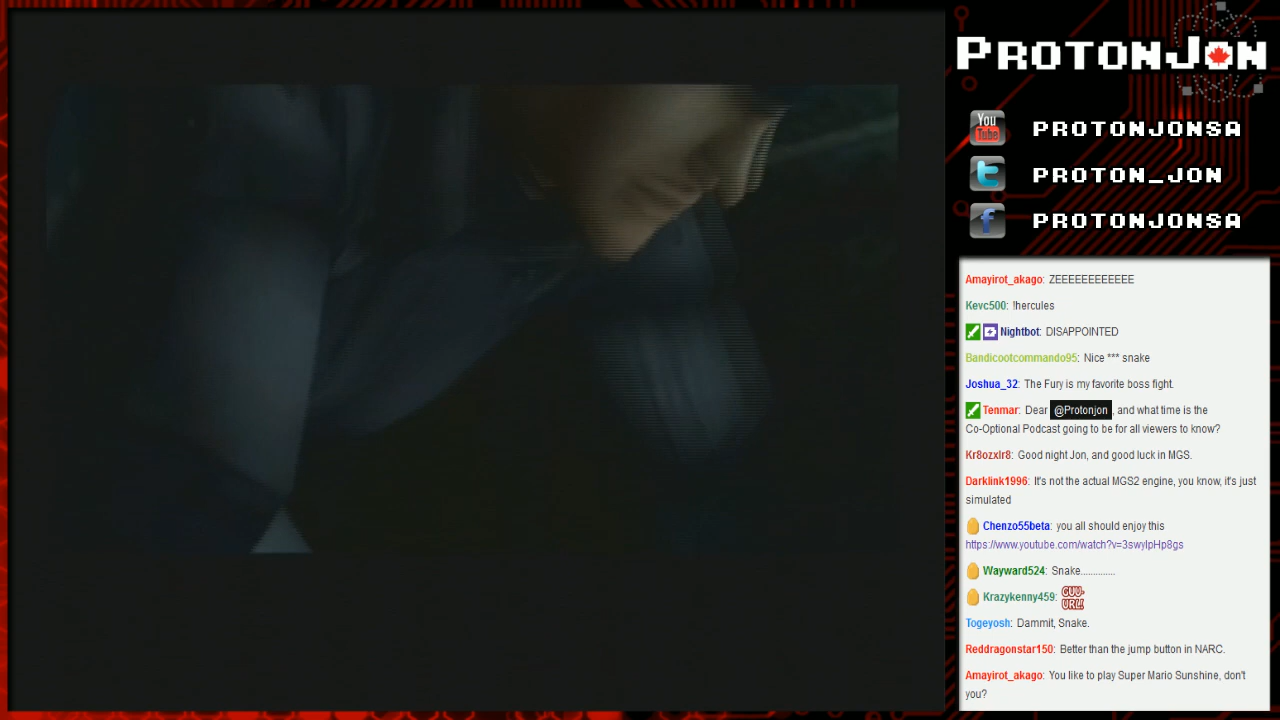 PROTONJON
You
Tube
PROTONJONSA
PROTON_JON
PROTONJONSA
Amayirot_akago: ZEEEEEEEEEEEE
Kevc500: !hercules
Nightbot: DISAPPOINTED
Bandicootcommando95: Nice *** snake
Joshua_32: The Fury is my favorite boss fight.
Tenmar: Dear @Protonjon, and what time is the
Co-Optional Podcast going to be for all viewers to know?
Kr8ozxlr8: Good night Jon, and good luck in MGS.
Darklink1996: It's not the actual MGS2 engine, you know, it's just
simulated
Chenzo55beta: you all should enjoy this
https://www.youtube.com/watch?v=3swylpHp8gs
Wayward524: Snake..............
Krazykenny459: GUU-
URL!
Togeyosh: Dammit, Snake.
Reddragonstar150: Better than the jump button in NARC.
Amayirot_akago: You like to play Super Mario Sunshine, don't
you?